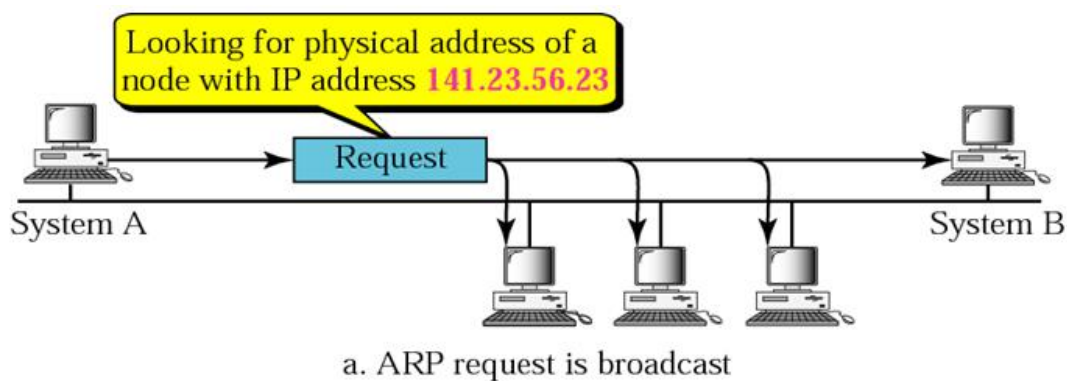 Looking for physical address of a
node with IP address 141.23.56.23
Request
System A
System B
a. ARP request is broadcast